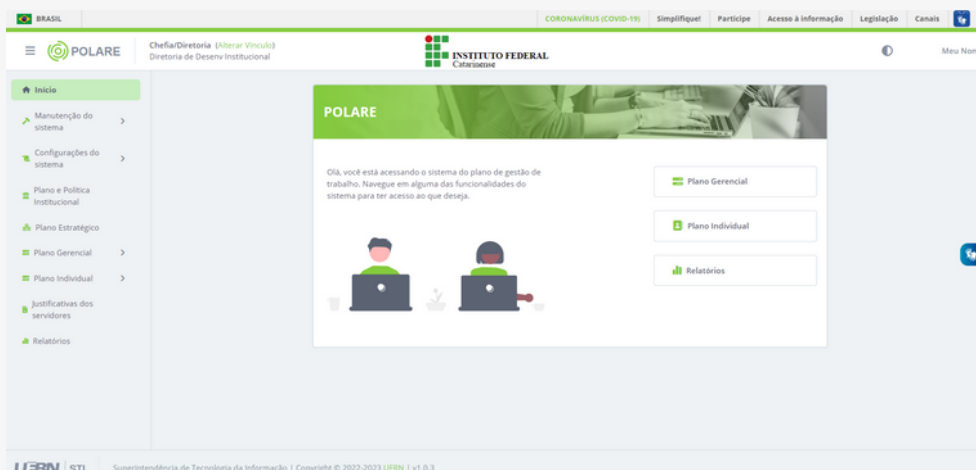 BRASIL
CORONAVÍRUS (COVID-19) Simplifique! Participe Acesso à informação Legislação Canais
POLARE
Chefia/Diretoria (Alterar Vínculo)
Diretoria de Desenv Institucional
INSTITUTO FEDERAL
Catarinense
Meu Nom
Início
Manutenção do
sistema
Configurações do
sistema
Plano e Política
Institucional
Plano Estratégico
Plano Gerencial
Plano Individual
Justificativas dos
servidores
Relatórios
POLARE
Olá, você está acessando o sistema do plano de gestão de
trabalho. Navegue em alguma das funcionalidades do
sistema para ter acesso ao que deseja.
Plano Gerencial
Plano Individual
Relatórios
UFRN STI Superintendência de Tecnologia da Informação | Copyright © 2022-2023 UFRN | v1.0.3